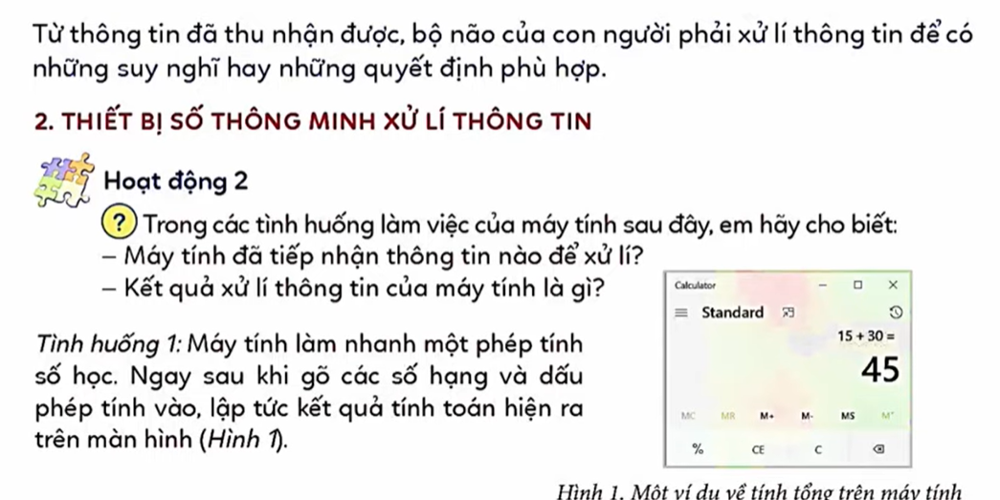 Từ thông tin đã thu nhận được, bộ não của con người phải xử lí thông tin để có
những suy nghĩ hay những quyết định phù hợp.
2. THIẾT BỊ SỐ THÔNG MINH XỬ LÍ THÔNG TIN
Hoạt động 2
? Trong các tình huống làm việc của máy tính sau đây, em hãy cho biết:
– Máy tính đã tiếp nhận thông tin nào để xử lí?
– Kết quả xử lí thông tin của máy tính là gì?
Tình huống 1: Máy tính làm nhanh một phép tính
số học. Ngay sau khi gõ các số hạng và dấu
phép tính vào, lập tức kết quả tính toán hiện ra
trên màn hình (Hình 1).
Calculator
Standard
15 + 30 =
45
MC MR M+ M- MS M˅
% CE C
Hình 1. Một ví dụ về tính tổng trên máy tính